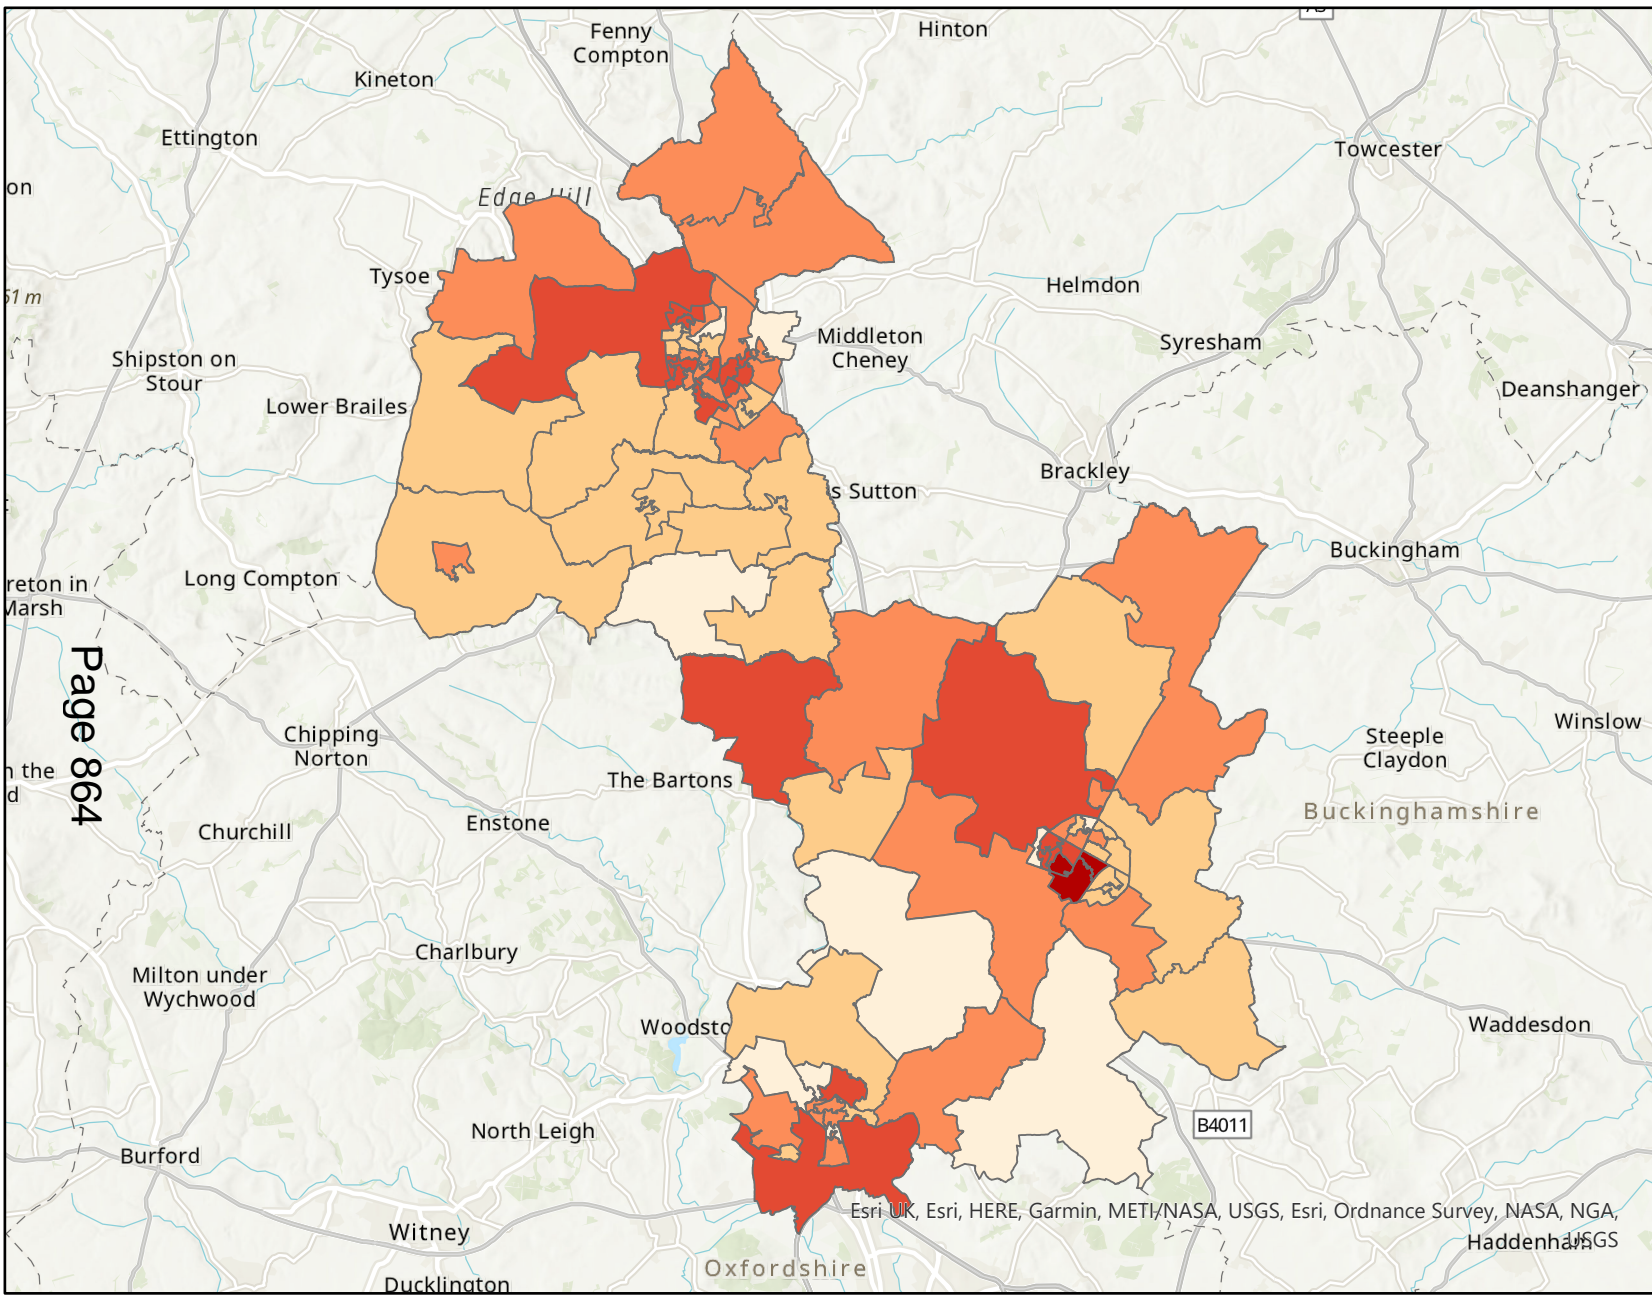 A5
Fenny
Compton
Hinton
Kineton
Ettington
Towcester
on
Edge Hill
Tysoe
Helmdon
51 m
Middleton
Cheney
Syresham
Shipston on
Stour
Deanshanger
Lower Brailes
Brackley
s Sutton
Buckingham
Long Compton
reton in
Marsh
Page 864
Chipping
Norton
Winslow
Steeple
Claydon
n the
d
The Bartons
Buckinghamshire
Enstone
Churchill
Charlbury
Milton under
Wychwood
Woodsto
Waddesdon
North Leigh
B4011
Burford
Esri UK, Esri, HERE, Garmin, METI/NASA, USGS, Esri, Ordnance Survey, NASA, NGA,
USGS
Witney
Haddenham
Oxfordshire
Ducklington